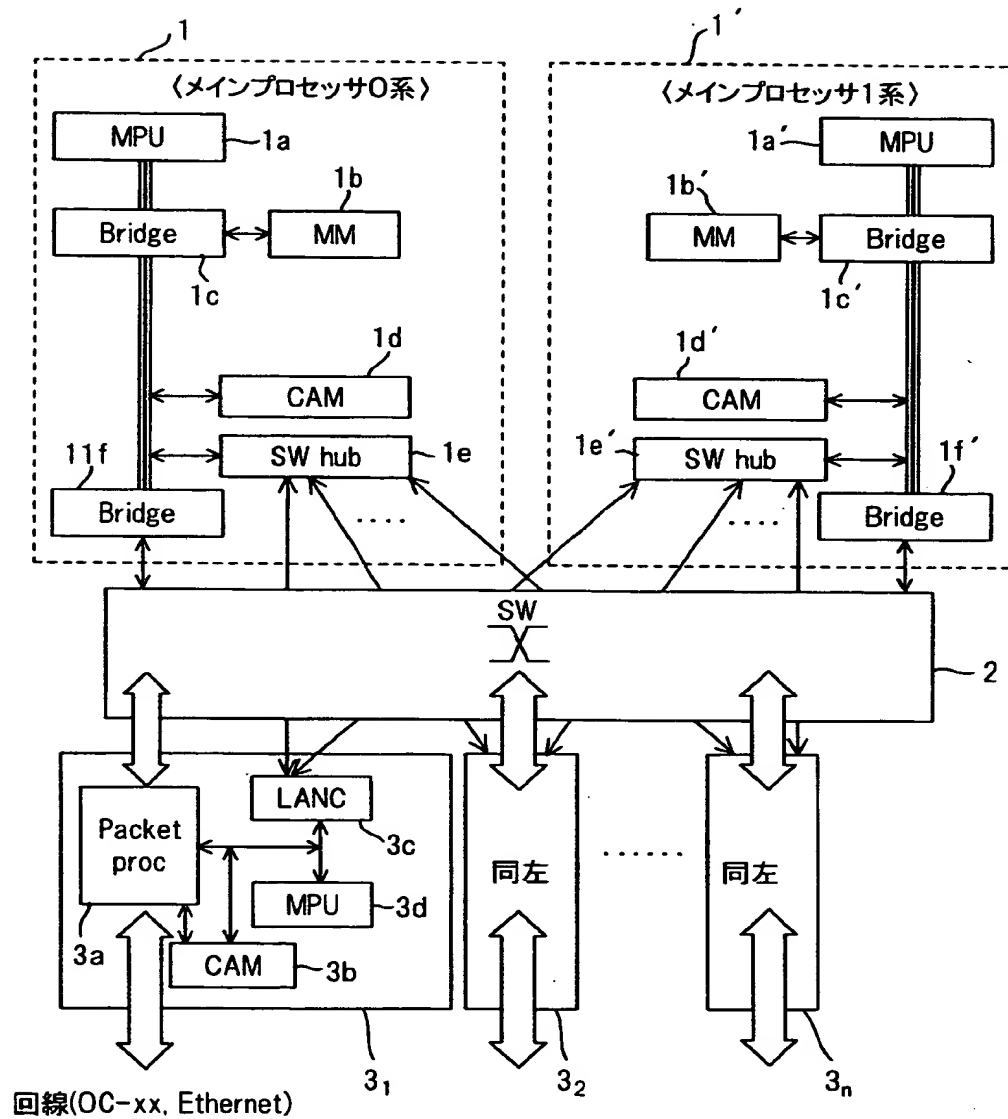 1
1′
〈メインプロセッサ0系〉
〈メインプロセッサ1系〉
MPU
1a
1a′
MPU
1b
1b′
Bridge
MM
MM
Bridge
1c
1c′
1d
1d′
CAM
CAM
11f
SW hub
1e
1e′
SW hub
1f′
Bridge
‥‥
‥‥
Bridge
SW
2
LANC
Packet
proc
3c
同左
‥‥‥
同左
MPU
3d
3a
CAM
3b
3₁
3₂
3ₙ
回線(OC-xx, Ethernet)